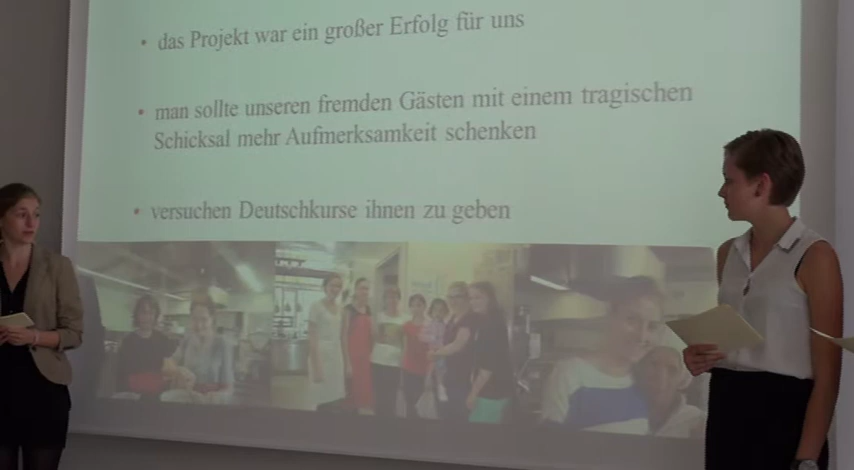 • das Projekt war ein großer Erfolg für uns
• man sollte unseren fremden Gästen mit einem tragischen
Schicksal mehr Aufmerksamkeit schenken
• versuchen Deutschkurse ihnen zu geben